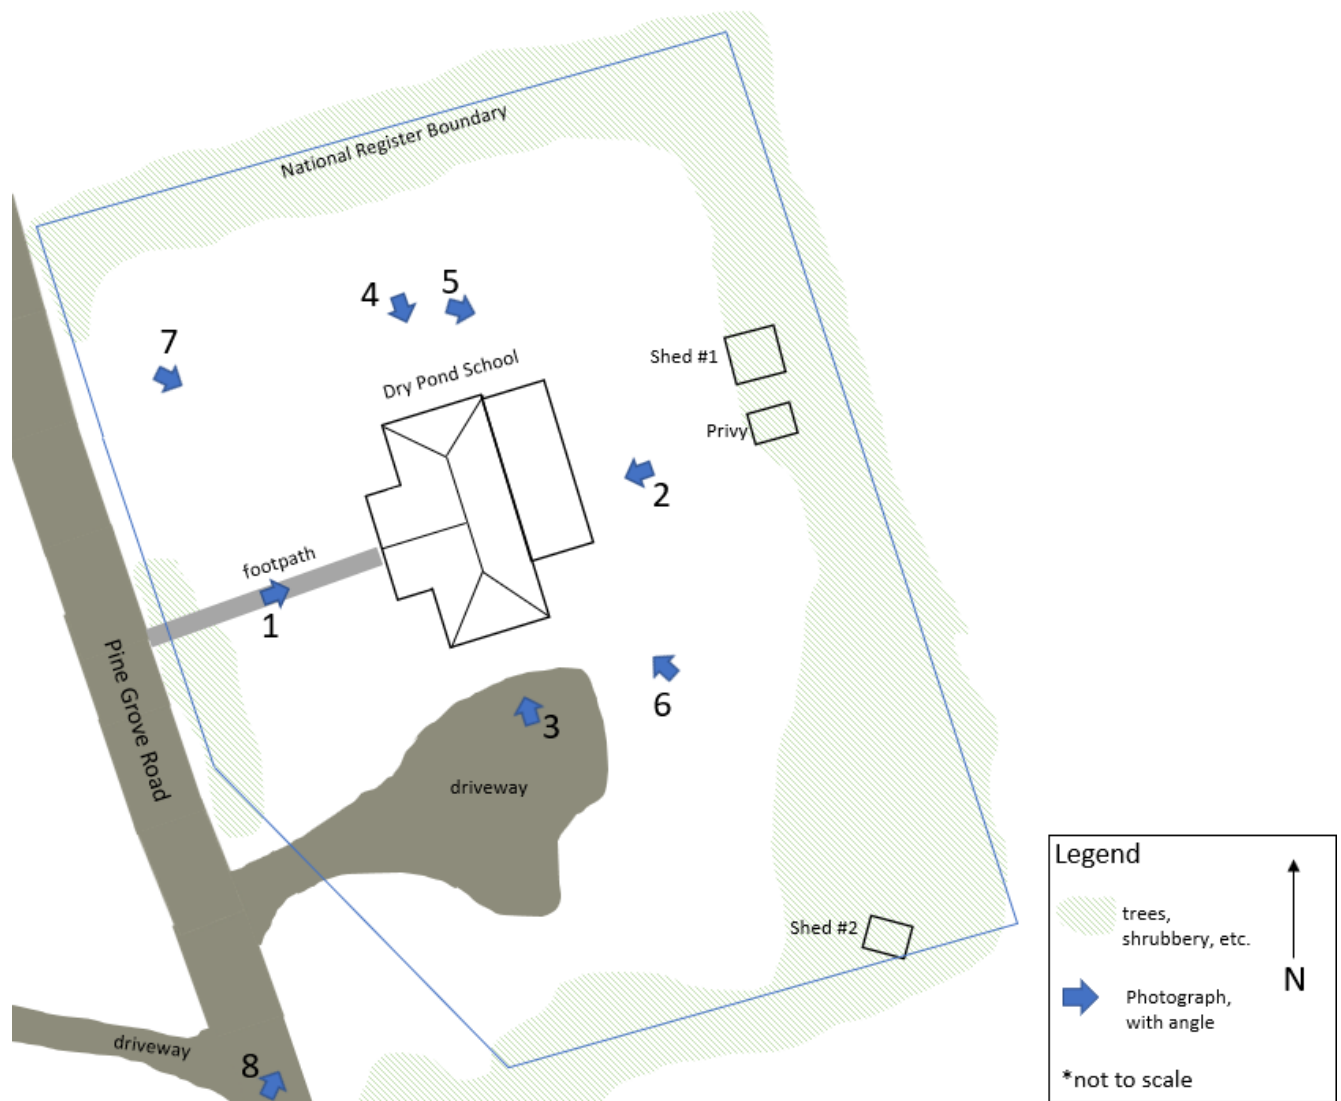 National Register Boundary
4
5
7
Shed #1
Dry Pond School
Privy
2
footpath
1
Pine Grove Road
6
3
driveway
Shed #2
driveway
8
Legend
trees,
shrubbery, etc.
N
Photograph,
with angle
*not to scale